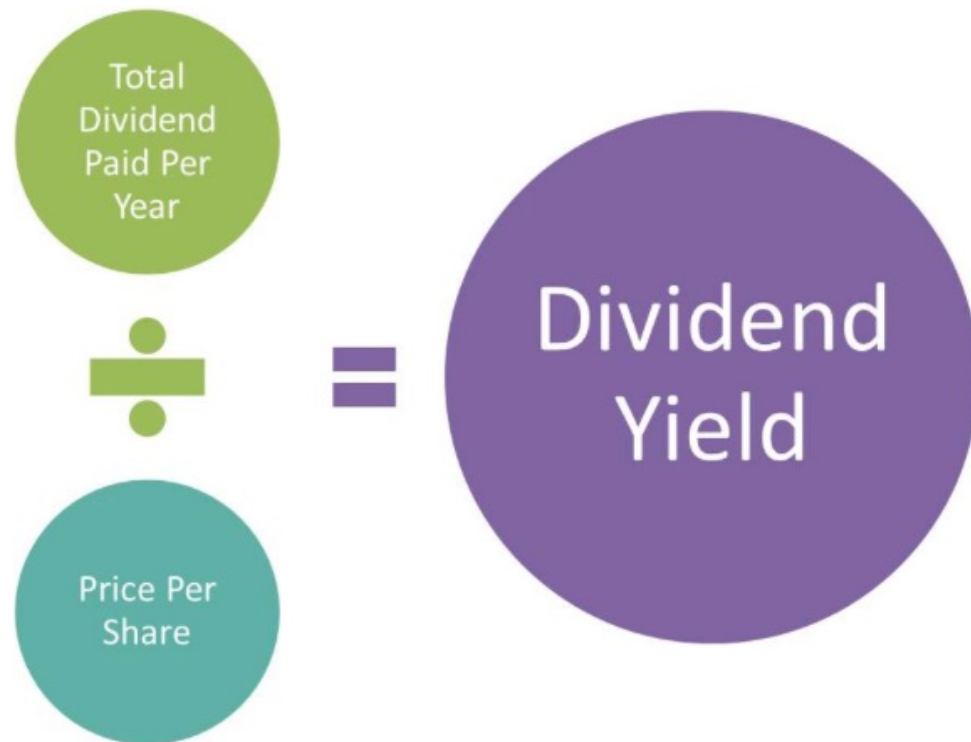 Total
Dividend
Paid Per
Year
÷
=
Dividend
Yield
Price Per
Share